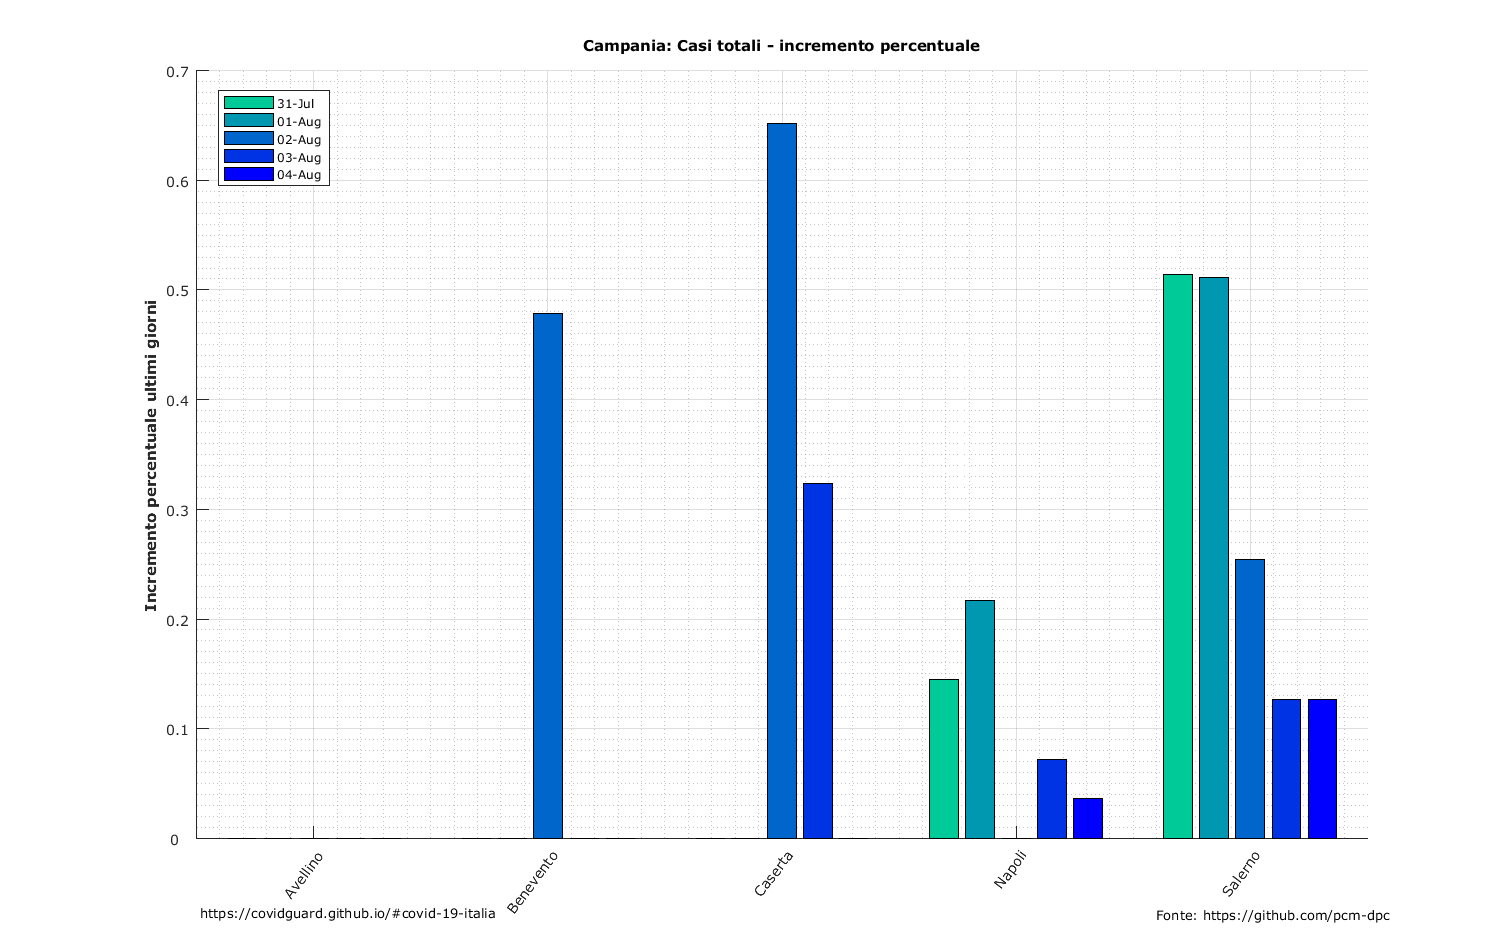 Campania: Casi totali - incremento percentuale
0.7
0.6
0.5
0.4
0.3
0.2
0.1
0
Incremento percentuale ultimi giorni
31-Jul
01-Aug
02-Aug
03-Aug
04-Aug
Avellino
Benevento
Caserta
Napoli
Salerno
https://covidguard.github.io/#covid-19-italia
Fonte: https://github.com/pcm-dpc